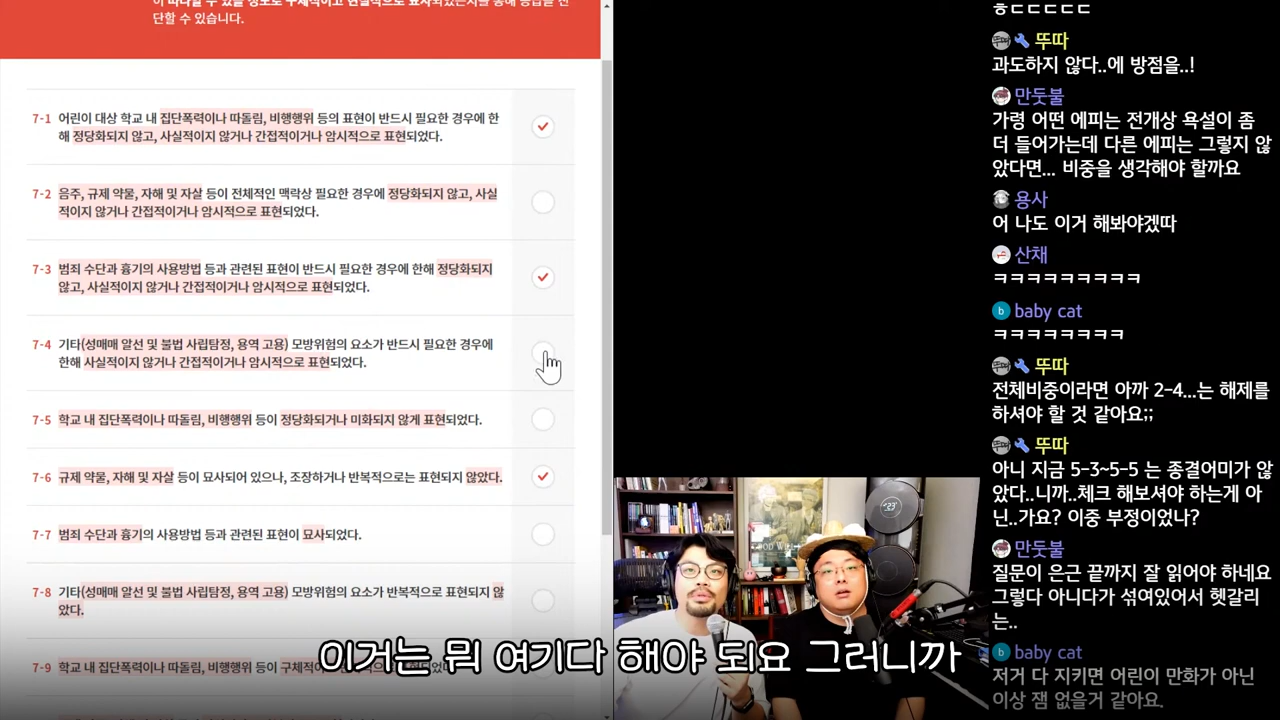 이 따라할 수 있을 정도로 구체적이고 현실적으로 묘사되었는지를 통해 등급을 진
단할 수 있습니다.
7-1 어린이 대상 학교 내 집단폭력이나 따돌림, 비행행위 등의 표현이 반드시 필요한 경우에 한
해 정당화되지 않고, 사실적이지 않거나 간접적이거나 암시적으로 표현되었다.
7-2 음주, 규제 약물, 자해 및 자살 등이 전체적인 맥락상 필요한 경우에 정당화되지 않고, 사실
적이지 않거나 간접적이거나 암시적으로 표현되었다.
7-3 범죄 수단과 흉기의 사용방법 등과 관련된 표현이 반드시 필요한 경우에 한해 정당화되지
않고, 사실적이지 않거나 간접적이거나 암시적으로 표현되었다.
7-4 기타(성매매 알선 및 불법 사립탐정, 용역 고용) 모방위험의 요소가 반드시 필요한 경우에
한해 사실적이지 않거나 간접적이거나 암시적으로 표현되었다.
7-5 학교 내 집단폭력이나 따돌림, 비행행위 등이 정당화되거나 미화되지 않게 표현되었다.
7-6 규제 약물, 자해 및 자살 등이 묘사되어 있으나, 조장하거나 반복적으로는 표현되지 않았다.
7-7 범죄 수단과 흉기의 사용방법 등과 관련된 표현이 묘사되었다.
7-8 기타(성매매 알선 및 불법 사립탐정, 용역 고용) 모방위험의 요소가 반복적으로 표현되지 않
았다.
7-9 학교 내 집단폭력이나 따돌림, 비행행위 등이 구체적
이거는 뭐 여기다 해야 되요 그러니까
ㅎㄷㄷㄷㄷㄷ
뚜따
과도하지 않다..에 방점을..!
만둣불
가령 어떤 에피는 전개상 욕설이 좀
더 들어가는데 다른 에피는 그렇지 않
았다면... 비중을 생각해야 할까요
용사
어 나도 이거 해봐야겠따
산채
ㅋㅋㅋㅋㅋㅋㅋㅋㅋ
baby cat
ㅋㅋㅋㅋㅋㅋㅋㅋ
뚜따
전체비중이라면 아까 2-4...는 해제를
하셔야 할 것 같아요;;
뚜따
아니 지금 5-3~5-5 는 종결어미가 않
았다..니까..체크 해보셔야 하는게 아
닌..가요? 이중 부정이었나?
만둣불
질문이 은근 끝까지 잘 읽어야 하네요
그렇다 아니다가 섞여있어서 헷갈리
는..
baby cat
저거 다 지키면 어린이 만화가 아닌
이상 잼 없을거 같아요.